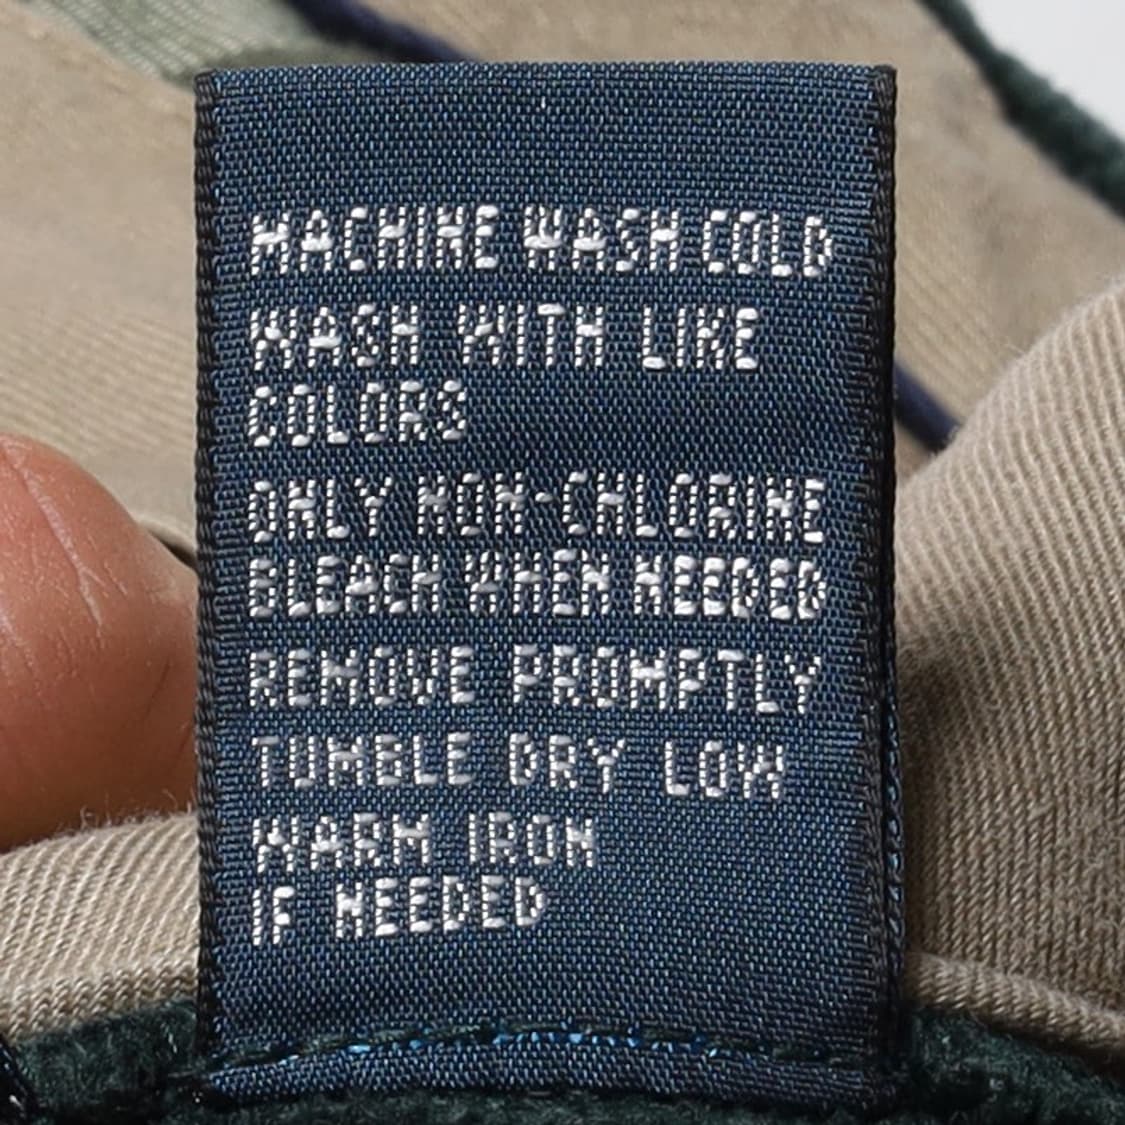 MACHINE WASH COLD
WASH WITH LIKE
COLORS
ONLY NON-CHLORINE
BLEACH WHEN NEEDED
REMOVE PROMPTLY
TUMBLE DRY LOW
WARM IRON
IF NEEDED